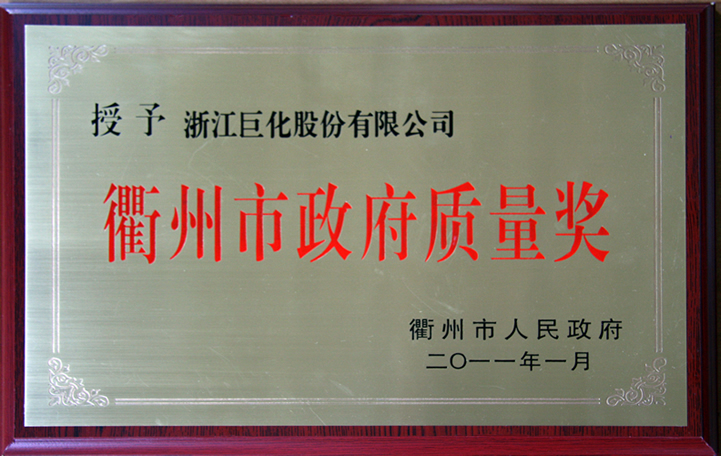 授予 浙江巨化股份有限公司
衢州市政府质量奖
衢州市人民政府
二〇一一年一月